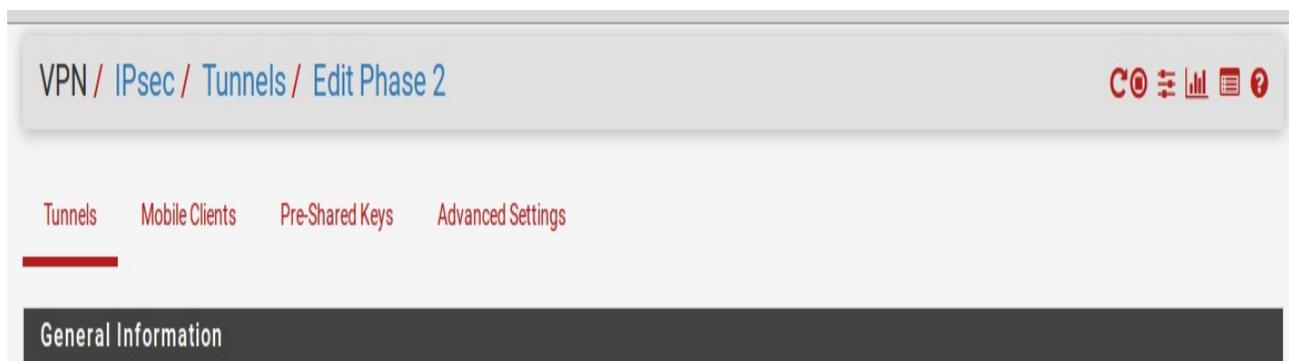 VPN / IPsec / Tunnels / Edit Phase 2
Tunnels Mobile Clients Pre-Shared Keys Advanced Settings
General Information